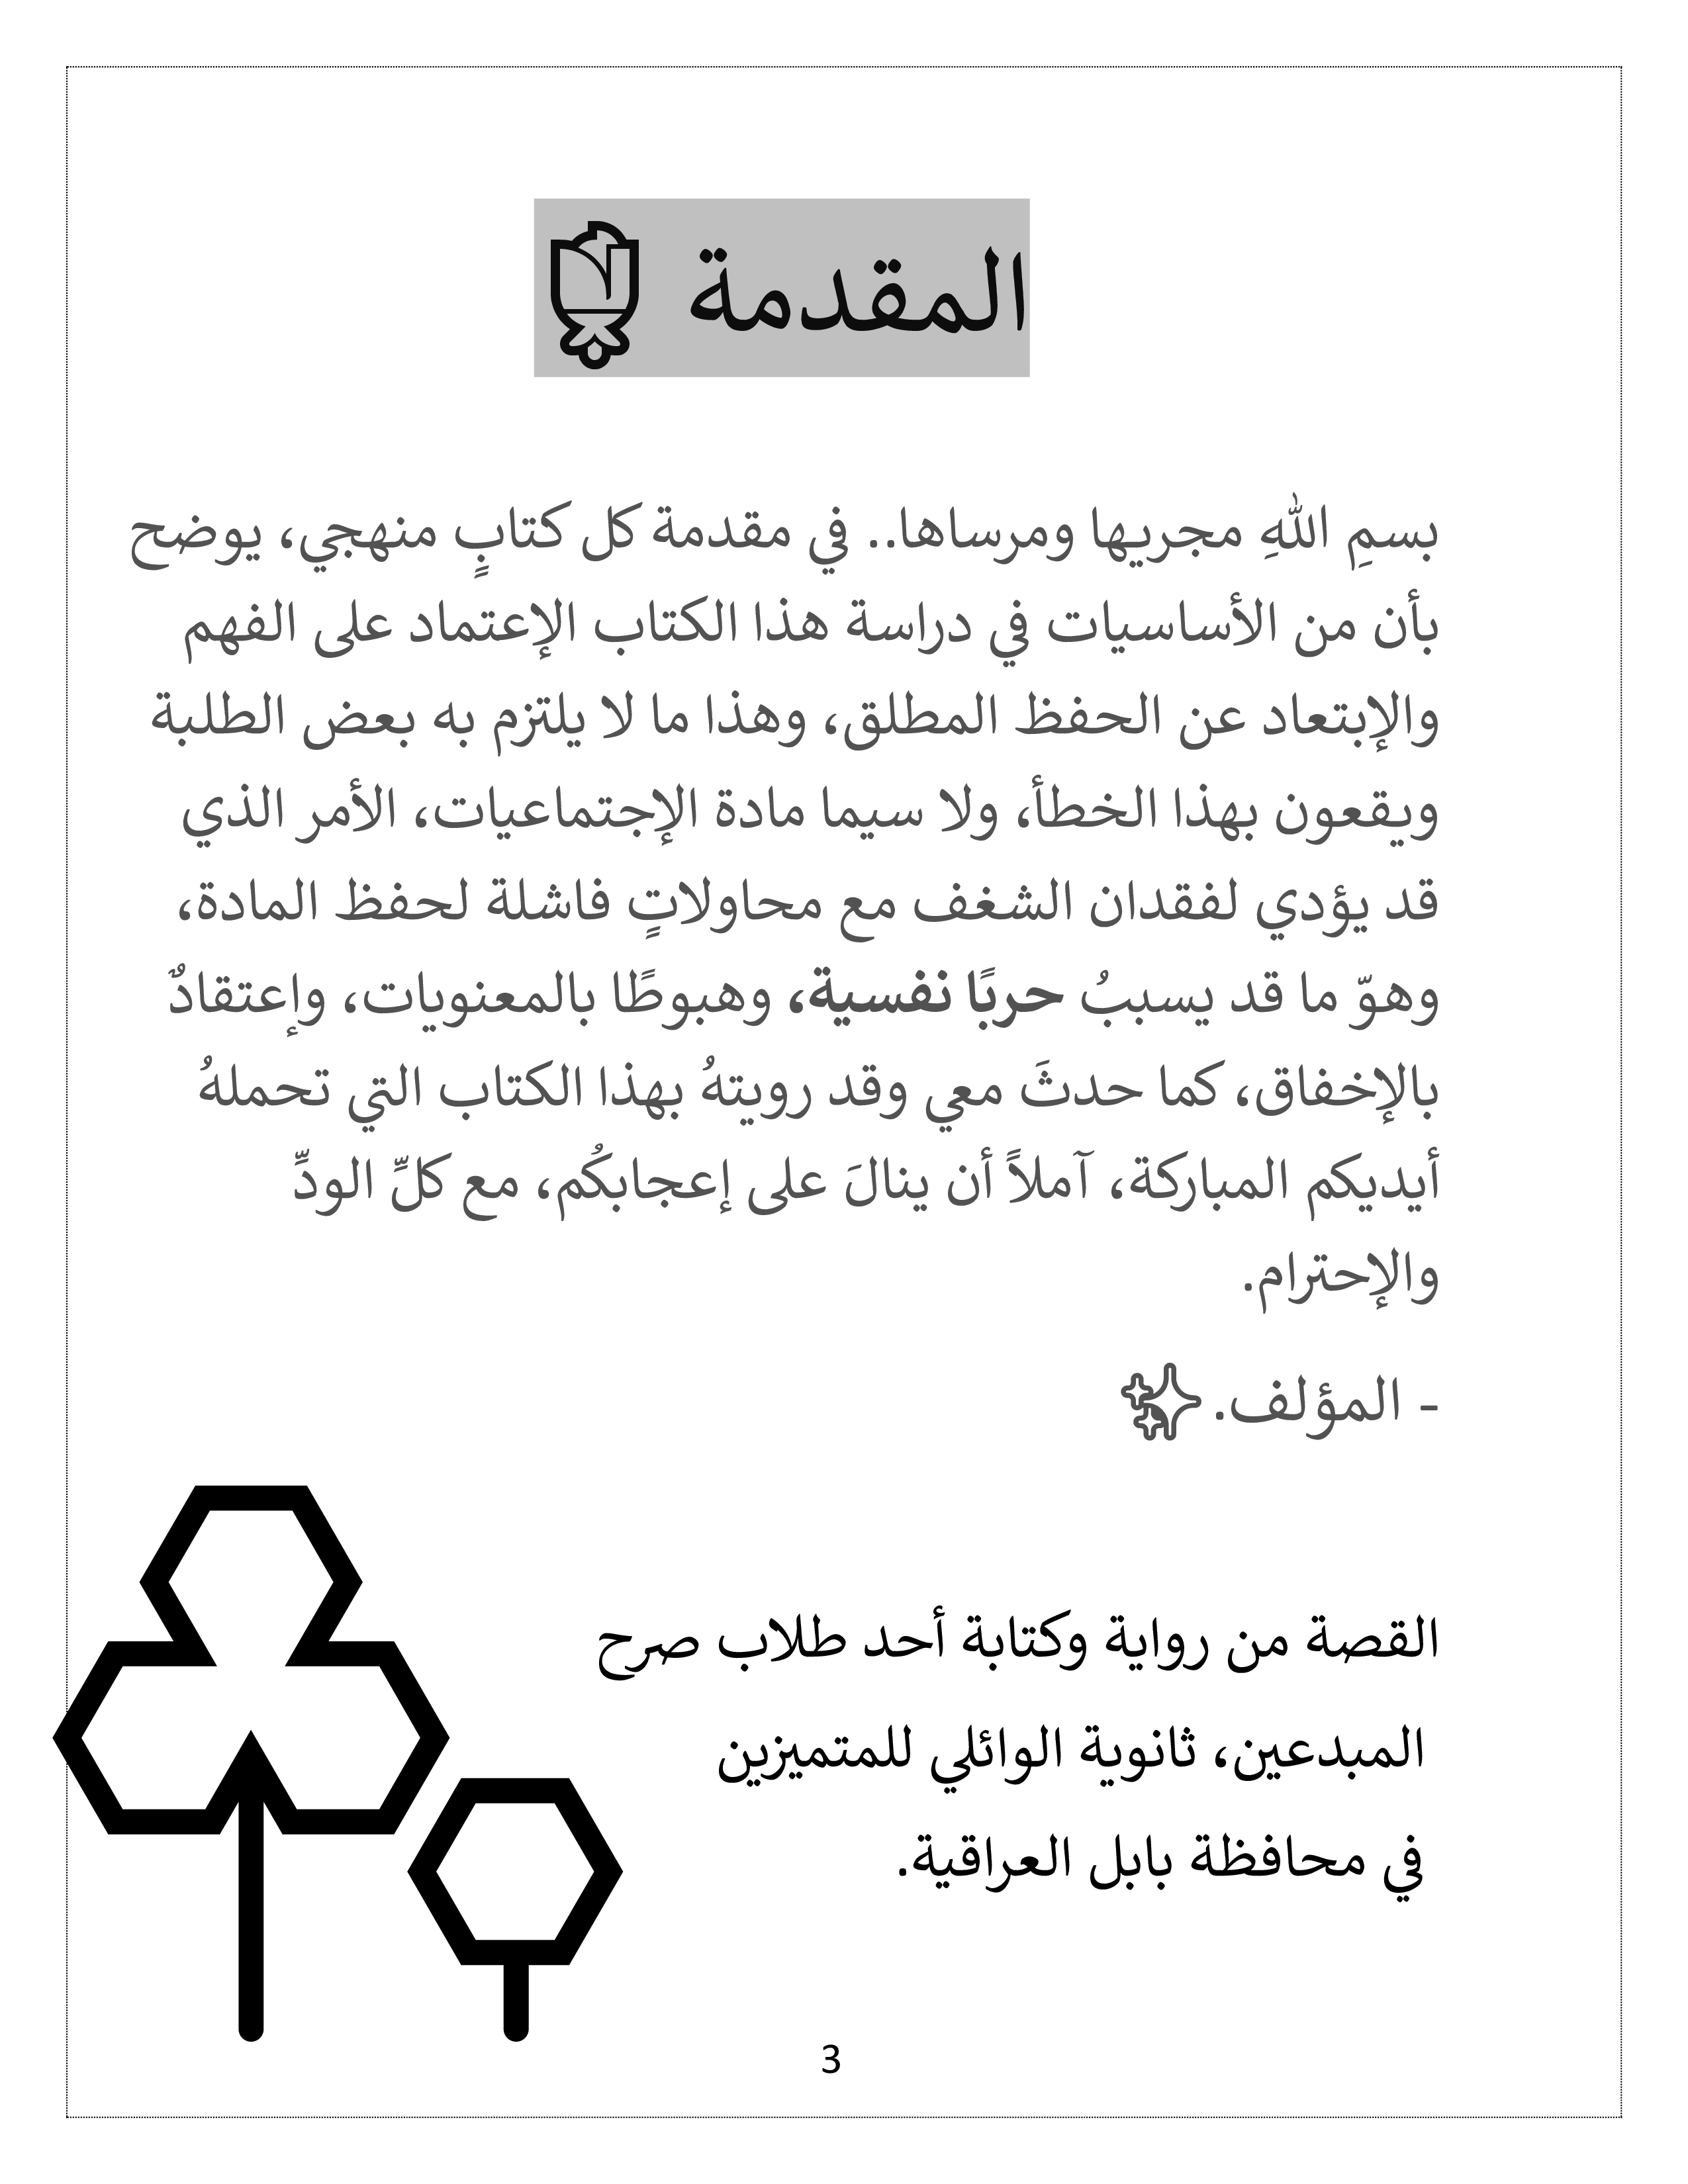 المقدمة
بسمِ اللهِ مجريها ومرساها.. في مقدمة كل كتابٍ منهجي، يوضح
بأن من الأساسيات في دراسة هذا الكتاب الإعتماد على الفهم
والإبتعاد عن الحفظ المطلق، وهذا ما لا يلتزم به بعض الطلبة
ويقعون بهذا الخطأ، ولا سيما مادة الإجتماعيات، الأمر الذي
قد يؤدي لفقدان الشغف مع محاولاتٍ فاشلة لحفظ المادة،
وهوّ ما قد يسببُ حربًا نفسية، وهبوطًا بالمعنويات، وإعتقادٌ
بالإخفاق، كما حدثَ معي وقد رويتهُ بهذا الكتاب التي تحملهُ
أيديكم المباركة، آملاً أن ينالَ على إعجابكُم، مع كلِّ الودِّ
والإحترام.
- المؤلف.
القصة من رواية وكتابة أحد طلاب صرح
المبدعين، ثانوية الوائلي للمتميزين
في محافظة بابل العراقية.
3